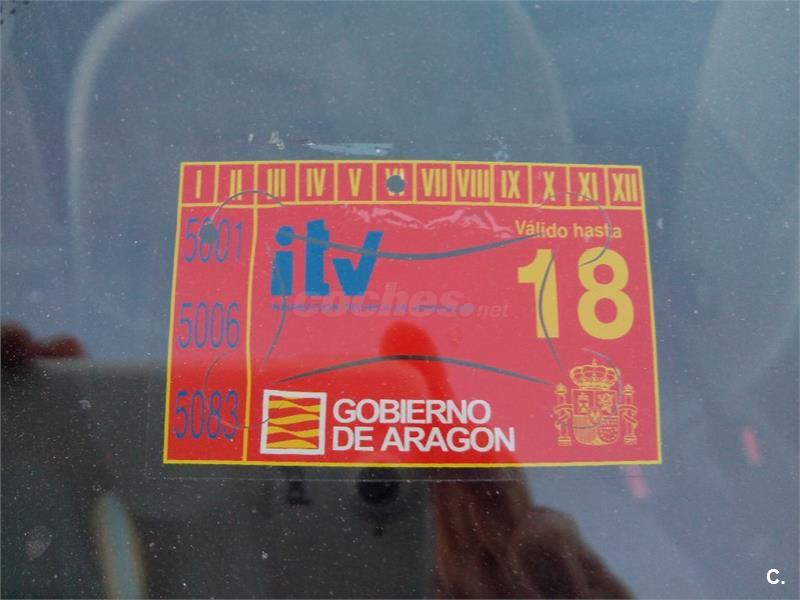 I II III IV V VI VII VIII IX X XI XII
5001
5006
5083
itv
Válido hasta
18
coches.net
GOBIERNO
DE ARAGON
C.